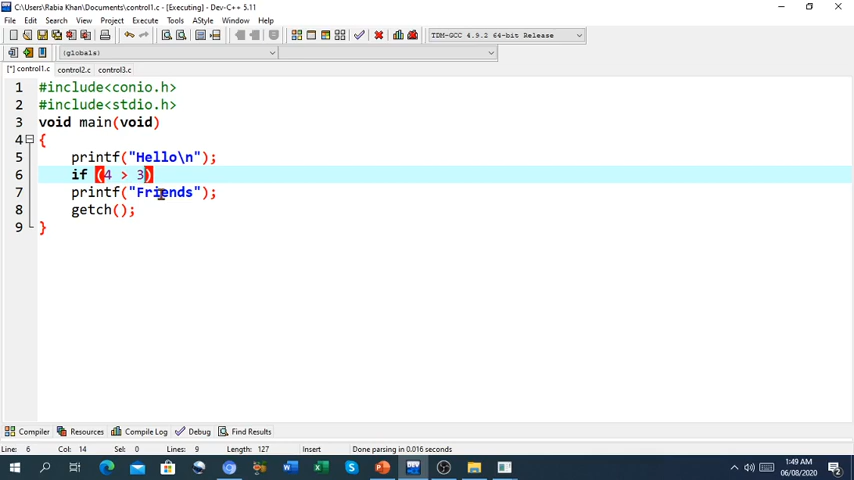 C:\Users\Rabia Khan\Documents\control1.c - [Executing] - Dev-C++ 5.11
File Edit Search View Project Execute Tools AStyle Window Help
TDM-GCC 4.9.2 64-bit Release
(globals)
[*] control1.c control2.c control3.c
1 #include<conio.h>
2 #include<stdio.h>
3 void main(void)
4 {
5 printf("Hello\n");
6 if (4 > 3)
7 printf("Friends");
8 getch();
9 }
Compiler Resources Compile Log Debug Find Results
Line: 6 Col: 14 Sel: 0 Lines: 9 Length: 127 Insert Done parsing in 0.016 seconds
1:49 AM
06/08/2020